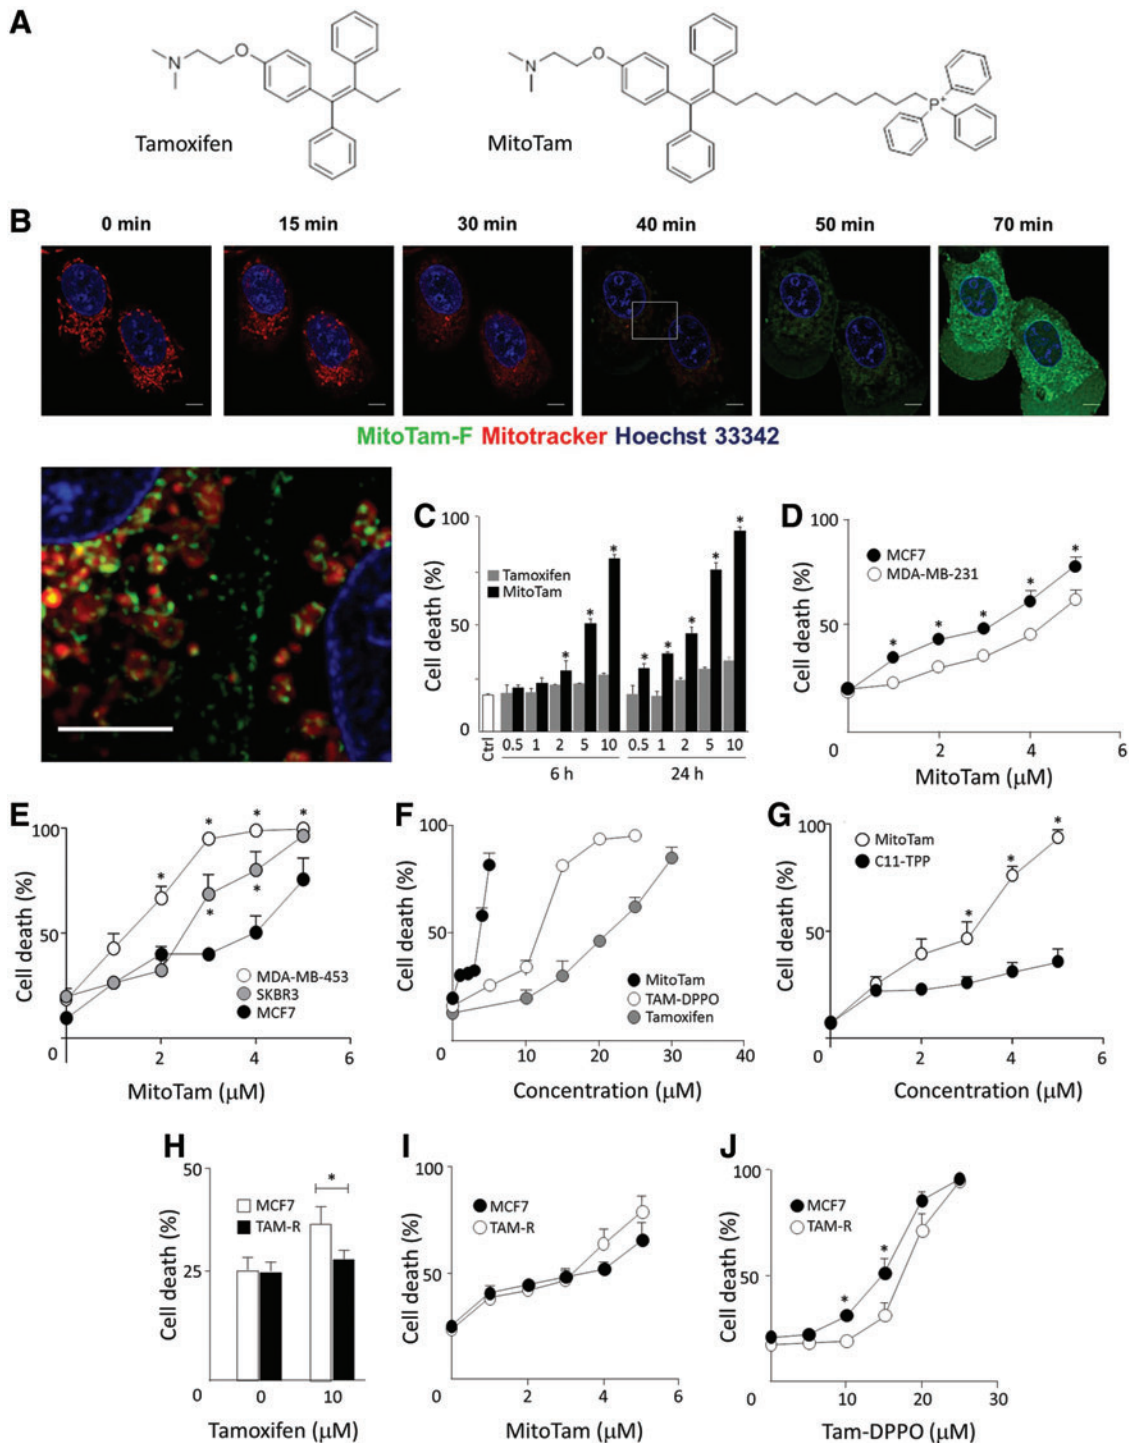 A
N
O
Tamoxifen
N
O
P+
MitoTam
B
0 min 15 min 30 min 40 min 50 min 70 min
MitoTam-F Mitotracker Hoechst 33342
C
Cell death (%)
100
50
0
Tamoxifen
MitoTam
* * * * * * * *
Ctrl 0.5 1 2 5 10 0.5 1 2 5 10
6 h 24 h
D
Cell death (%)
100
50
0
MCF7
MDA-MB-231
* * * * *
2 4 6
MitoTam (μM)
E
Cell death (%)
100
50
0
* * * * * *
MDA-MB-453
SKBR3
MCF7
2 4 6
MitoTam (μM)
F
Cell death (%)
100
50
0
MitoTam
TAM-DPPO
Tamoxifen
10 20 30 40
Concentration (μM)
G
Cell death (%)
100
50
0
MitoTam
C11-TPP
* * *
2 4 6
Concentration (μM)
H
Cell death (%)
50
25
0
MCF7
TAM-R
*
0 10
Tamoxifen (μM)
I
Cell death (%)
100
50
0
MCF7
TAM-R
2 4 6
MitoTam (μM)
J
Cell death (%)
100
50
0
MCF7
TAM-R
* *
10 20 30
Tam-DPPO (μM)